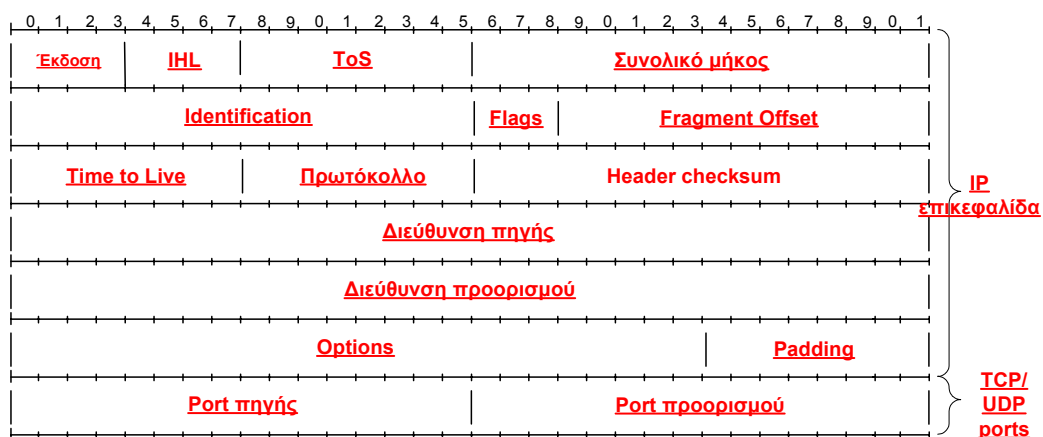 0 1 2 3 4 5 6 7 8 9 0 1 2 3 4 5 6 7 8 9 0 1 2 3 4 5 6 7 8 9 0 1
Έκδοση IHL ToS Συνολικό μήκος
Identification Flags Fragment Offset
Time to Live Πρωτόκολλο Header checksum
IP
επικεφαλίδα
Διεύθυνση πηγής
Διεύθυνση προορισμού
Options Padding
Port πηγής Port προορισμού
TCP/
UDP
ports